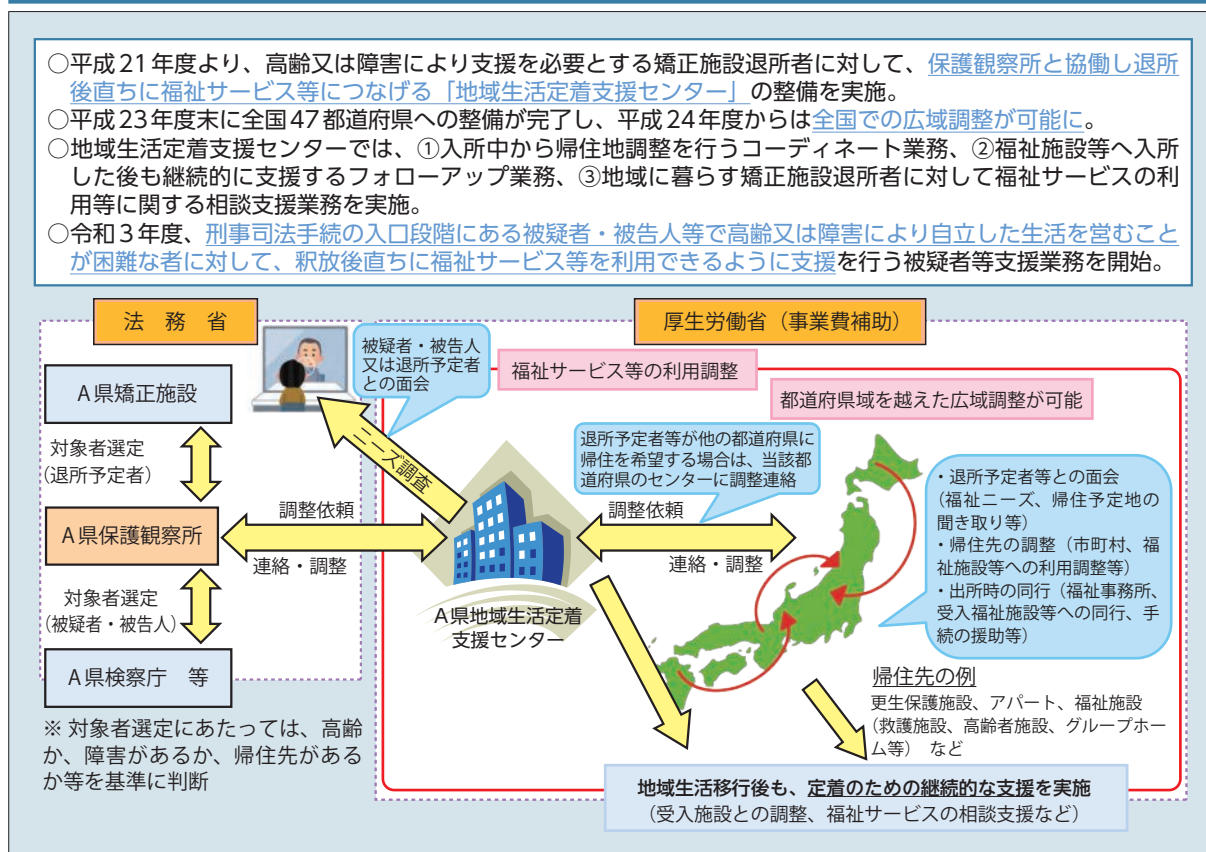 ○平成21年度より、高齢又は障害により支援を必要とする矯正施設退所者に対して、保護観察所と協働し退所
後直ちに福祉サービス等につなげる「地域生活定着支援センター」の整備を実施。
○平成23年度末に全国47都道府県への整備が完了し、平成24年度からは全国での広域調整が可能に。
○地域生活定着支援センターでは、①入所中から帰住地調整を行うコーディネート業務、②福祉施設等へ入所
した後も継続的に支援するフォローアップ業務、③地域に暮らす矯正施設退所者に対して福祉サービスの利
用等に関する相談支援業務を実施。
○令和3年度、刑事司法手続の入口段階にある被疑者・被告人等で高齢又は障害により自立した生活を営むこと
が困難な者に対して、釈放後直ちに福祉サービス等を利用できるように支援を行う被疑者等支援業務を開始。
法 務 省
A県矯正施設
対象者選定
(退所予定者)
A県保護観察所
対象者選定
(被疑者・被告人)
A県検察庁 等
※ 対象者選定にあたっては、高齢
か、障害があるか、帰住先がある
か等を基準に判断
被疑者・被告人
又は退所予定者
との面会
ニーズ調査
調整依頼
連絡・調整
A県地域生活定着
支援センター
厚生労働省(事業費補助)
福祉サービス等の利用調整
都道府県域を越えた広域調整が可能
退所予定者等が他の都道府県に
帰住を希望する場合は、当該都
道府県のセンターに調整連絡
調整依頼
連絡・調整
・退所予定者等との面会
(福祉ニーズ、帰住予定地の
聞き取り等)
・帰住先の調整(市町村、福
祉施設等への利用調整等)
・出所時の同行(福祉事務所、
受入福祉施設等への同行、手
続の援助等)
帰住先の例
更生保護施設、アパート、福祉施設
(救護施設、高齢者施設、グループホー
ム等) など
地域生活移行後も、定着のための継続的な支援を実施
(受入施設との調整、福祉サービスの相談支援など)